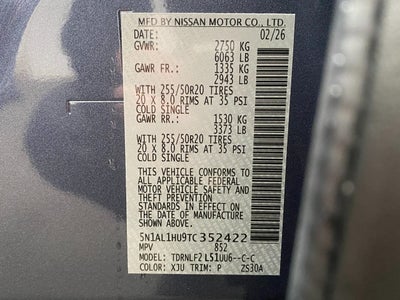 MFD BY NISSAN MOTOR CO., LTD.
DATE: 02/26
GVWR: 2750 KG
6063 LB
GAWR FR.: 1335 KG
2943 LB
WITH 255/50R20 TIRES
20 X 8.0 RIMS AT 35 PSI
COLD SINGLE
GAWR RR.: 1530 KG
3373 LB
WITH 255/50R20 TIRES
20 X 8.0 RIMS AT 35 PSI
COLD SINGLE
THIS VEHICLE CONFORMS TO
ALL APPLICABLE FEDERAL
MOTOR VEHICLE SAFETY AND
THEFT PREVENTION
STANDARDS IN EFFECT ON
THE DATE OF MANUFACTURE
SHOWN ABOVE.
5N1AL1HU9TC352422
MPV 852
MODEL: TDRNLF2 L51UU6--C-C
COLOR: XJU TRIM: P ZS30A